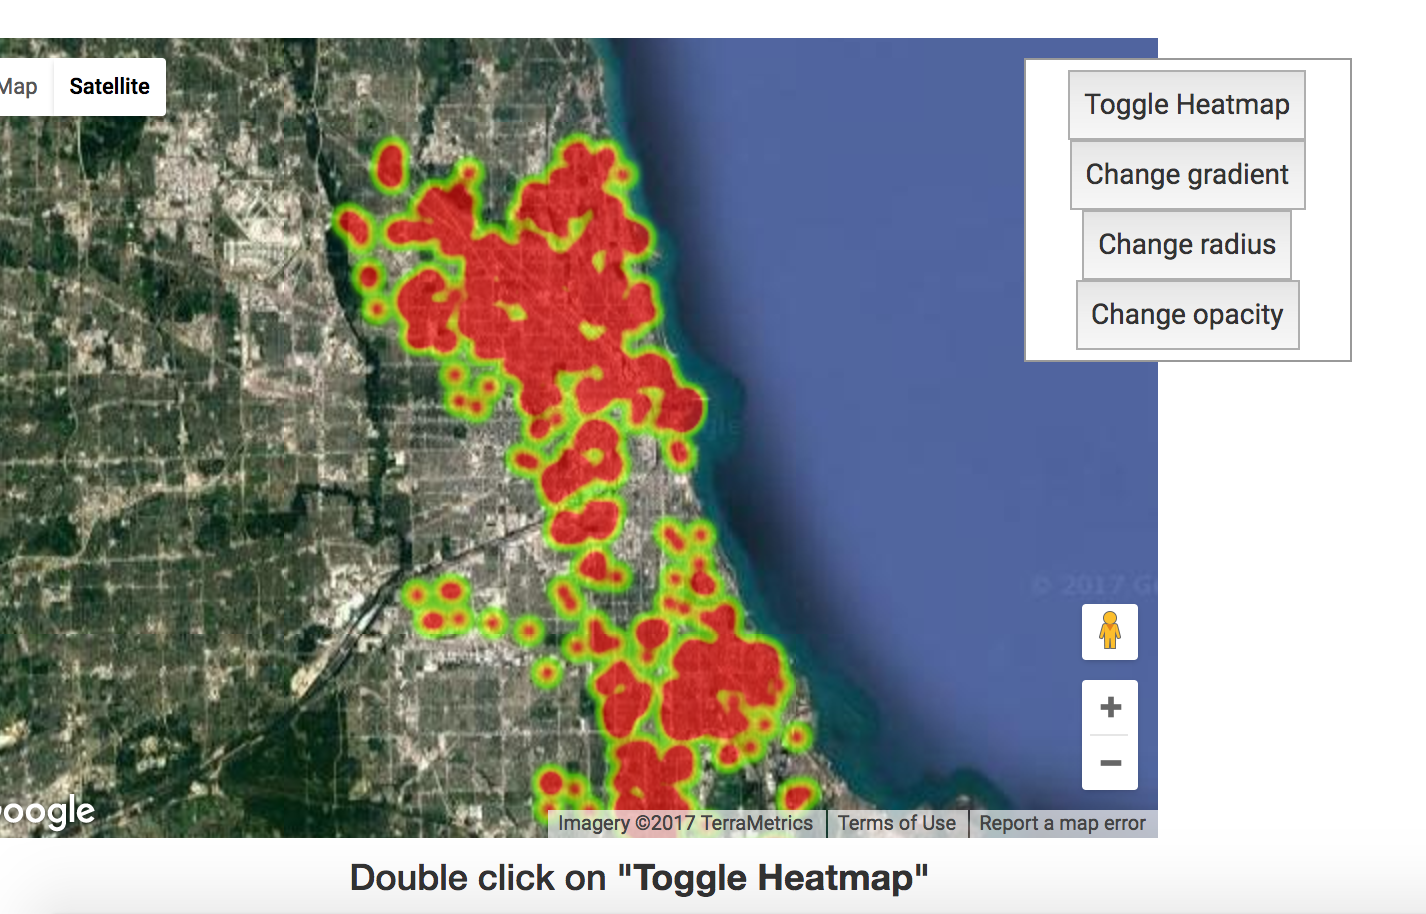 Map
Satellite
Toggle Heatmap
Change gradient
Change radius
Change opacity
© 2017 G
oogle
Imagery ©2017 TerraMetrics
Terms of Use
Report a map error
Double click on "Toggle Heatmap"